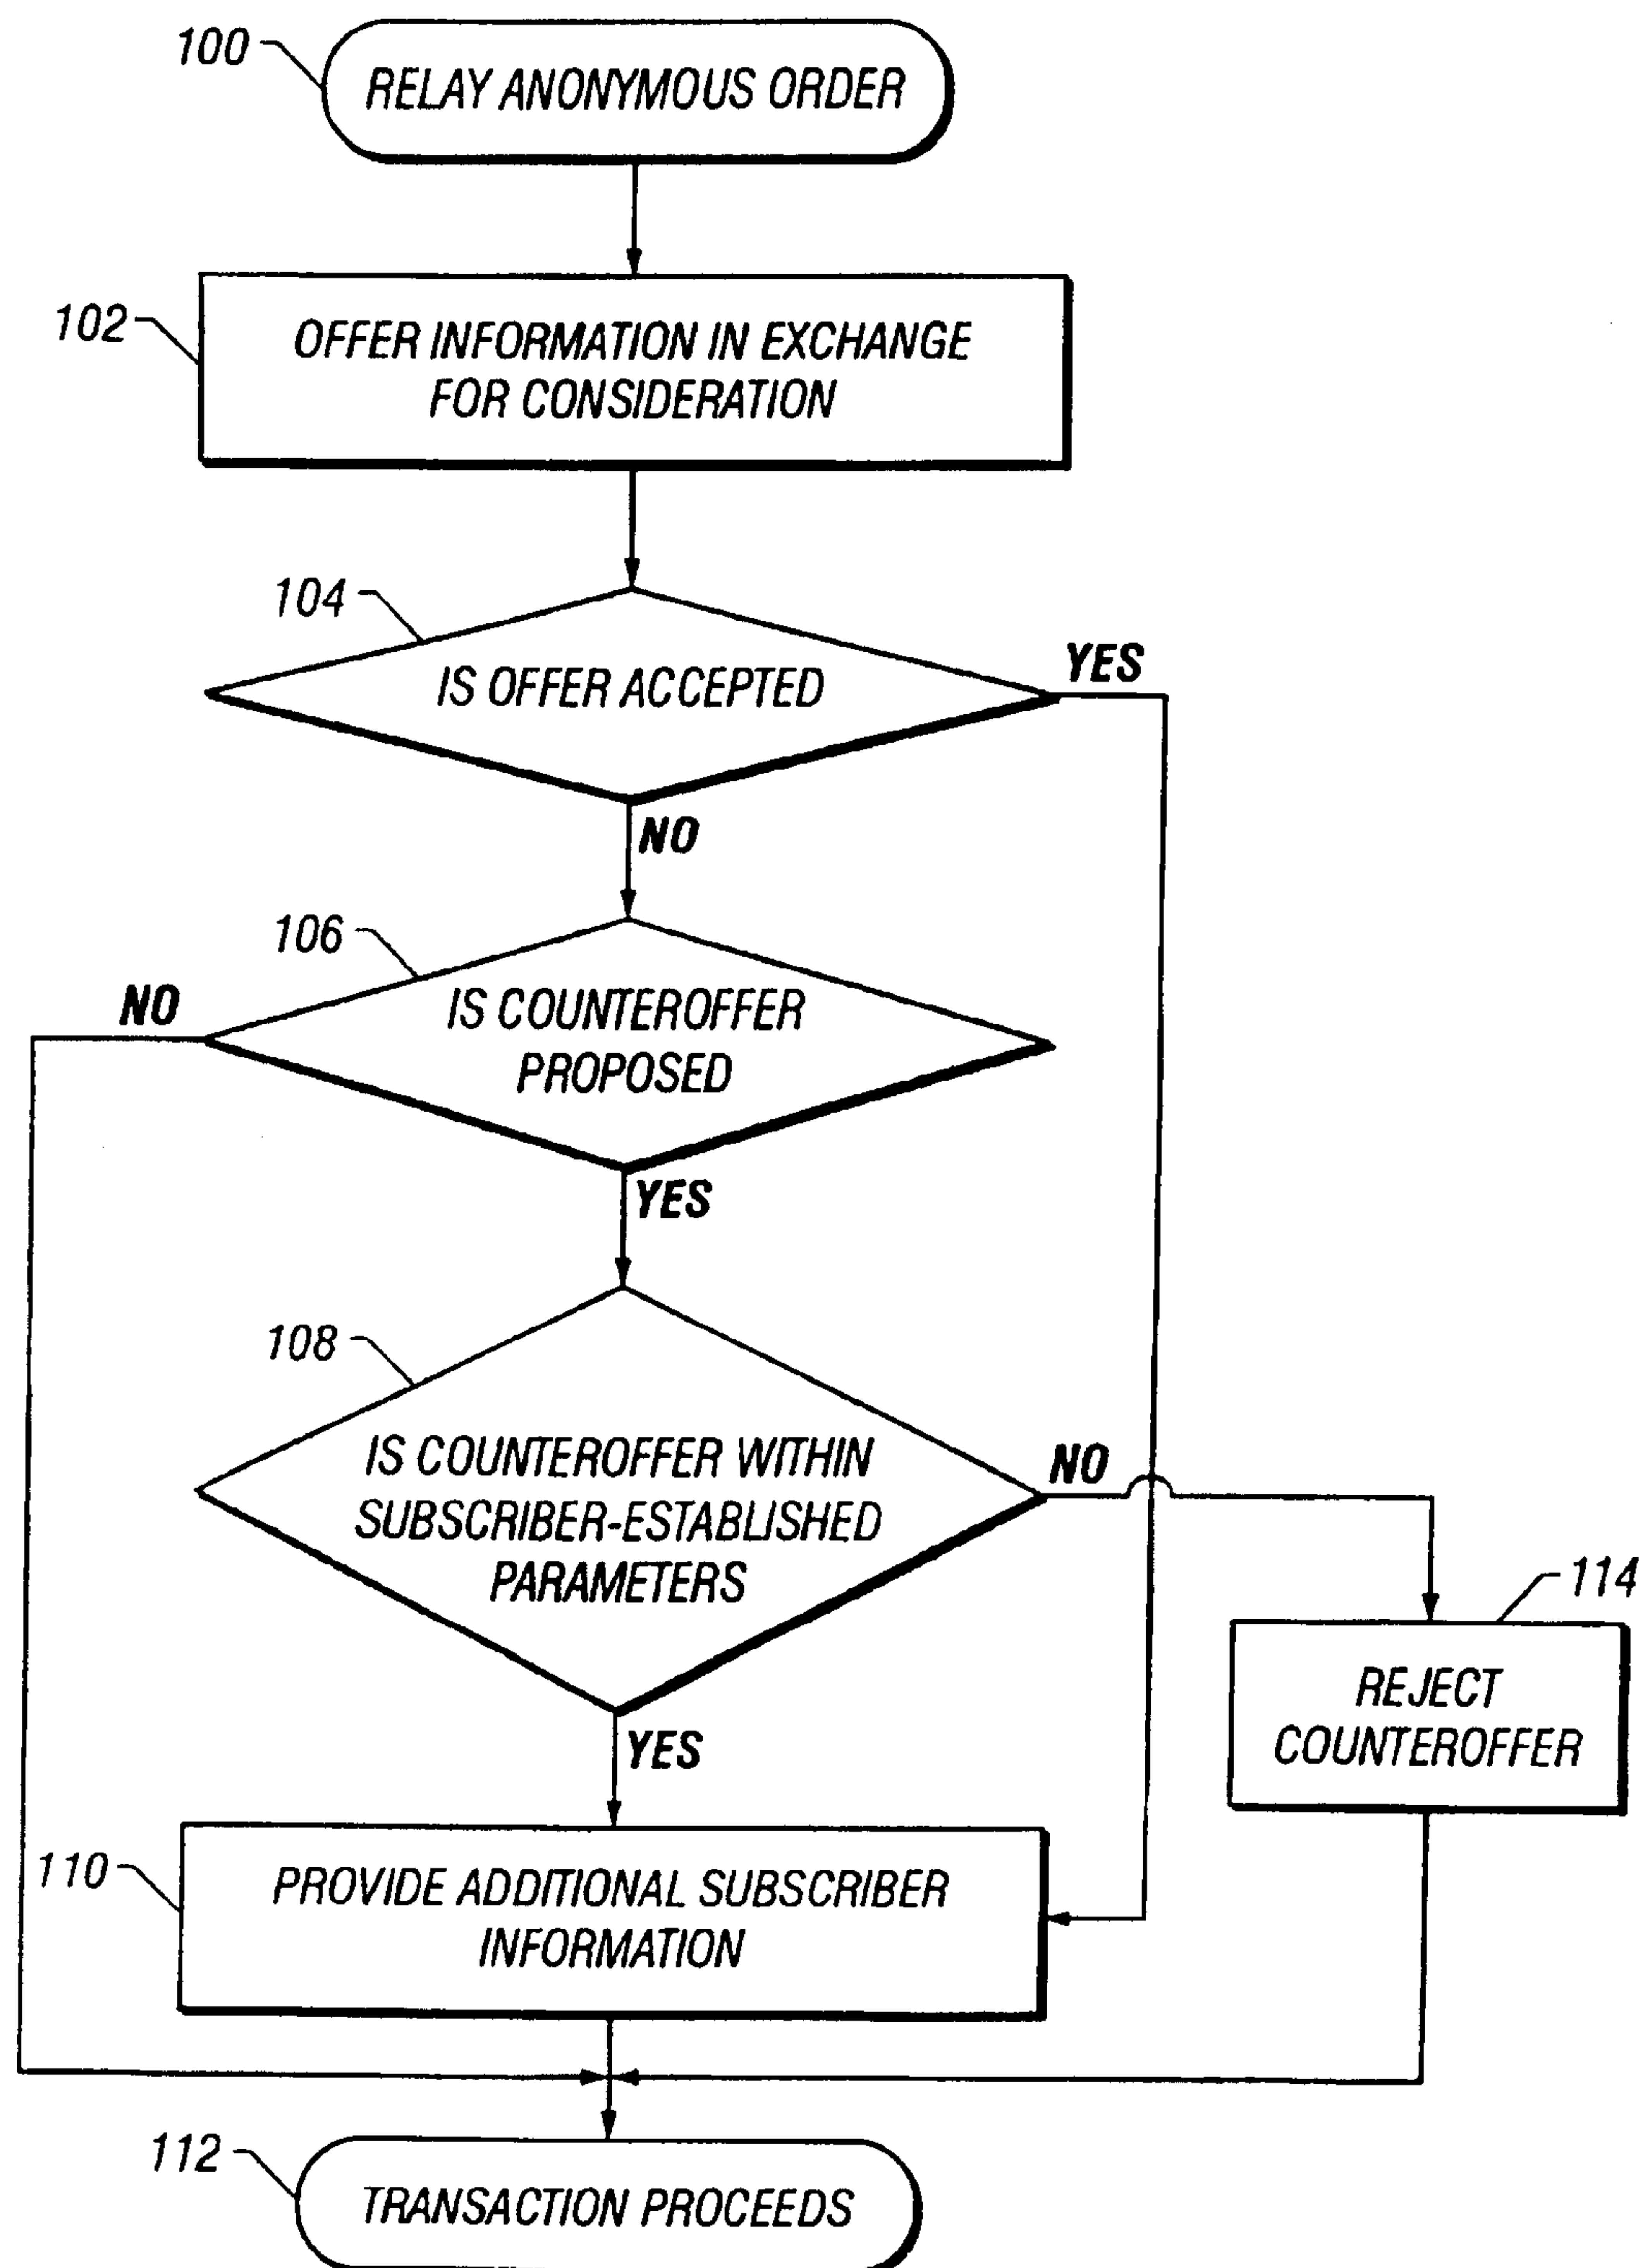 100
RELAY ANONYMOUS ORDER
102
OFFER INFORMATION IN EXCHANGE
FOR CONSIDERATION
104
IS OFFER ACCEPTED
YES
NO
106
IS COUNTEROFFER
PROPOSED
NO
YES
108
IS COUNTEROFFER WITHIN
SUBSCRIBER-ESTABLISHED
PARAMETERS
NO
YES
114
REJECT
COUNTEROFFER
110
PROVIDE ADDITIONAL SUBSCRIBER
INFORMATION
112
TRANSACTION PROCEEDS